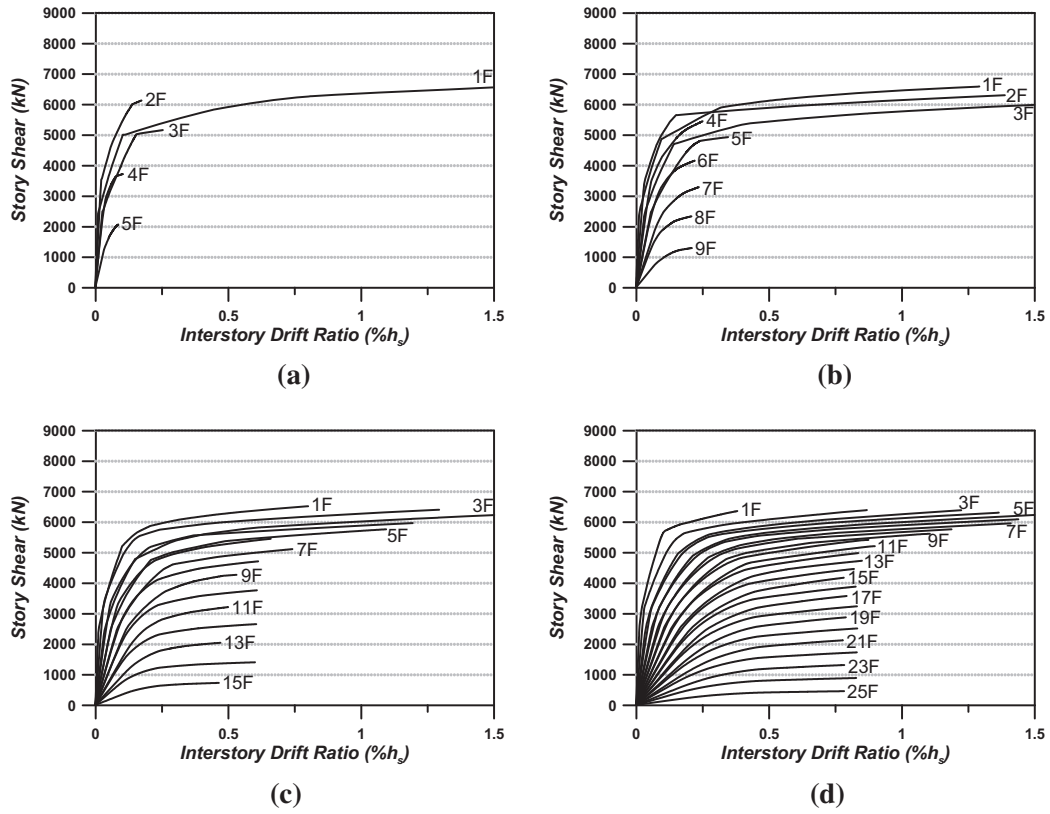 9000
8000
7000
6000
5000
4000
3000
2000
1000
0
Story Shear (kN)
1F
2F
3F
4F
5F
0 0.5 1 1.5
Interstory Drift Ratio (%hs)
(a)
9000
8000
7000
6000
5000
4000
3000
2000
1000
0
Story Shear (kN)
1F
2F
3F
4F
5F
6F
7F
8F
9F
0 0.5 1 1.5
Interstory Drift Ratio (%hs)
(b)
9000
8000
7000
6000
5000
4000
3000
2000
1000
0
Story Shear (kN)
1F
3F
5F
7F
9F
11F
13F
15F
0 0.5 1 1.5
Interstory Drift Ratio (%hs)
(c)
9000
8000
7000
6000
5000
4000
3000
2000
1000
0
Story Shear (kN)
1F
3F
5F
7F
9F
11F
13F
15F
17F
19F
21F
23F
25F
0 0.5 1 1.5
Interstory Drift Ratio (%hs)
(d)